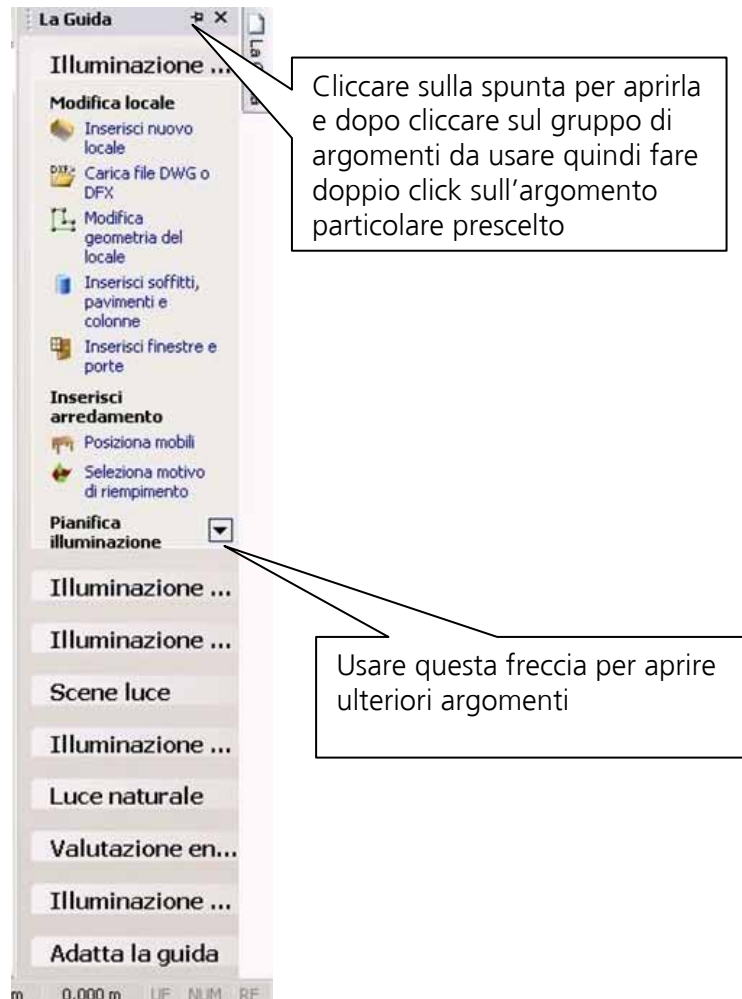 La Guida
Illuminazione ...
Modifica locale
Inserisci nuovo
locale
Carica file DWG o
DFX
Modifica
geometria del
locale
Inserisci soffitti,
pavimenti e
colonne
Inserisci finestre e
porte
Inserisci
arredamento
Posiziona mobili
Seleziona motivo
di riempimento
Pianifica
illuminazione
Illuminazione ...
Illuminazione ...
Scene luce
Illuminazione ...
Luce naturale
Valutazione en...
Illuminazione ...
Adatta la guida
m 0.000 m UF NUM RF
La
Cliccare sulla spunta per aprirla
e dopo cliccare sul gruppo di
argomenti da usare quindi fare
doppio click sull'argomento
particolare prescelto
Usare questa freccia per aprire
ulteriori argomenti